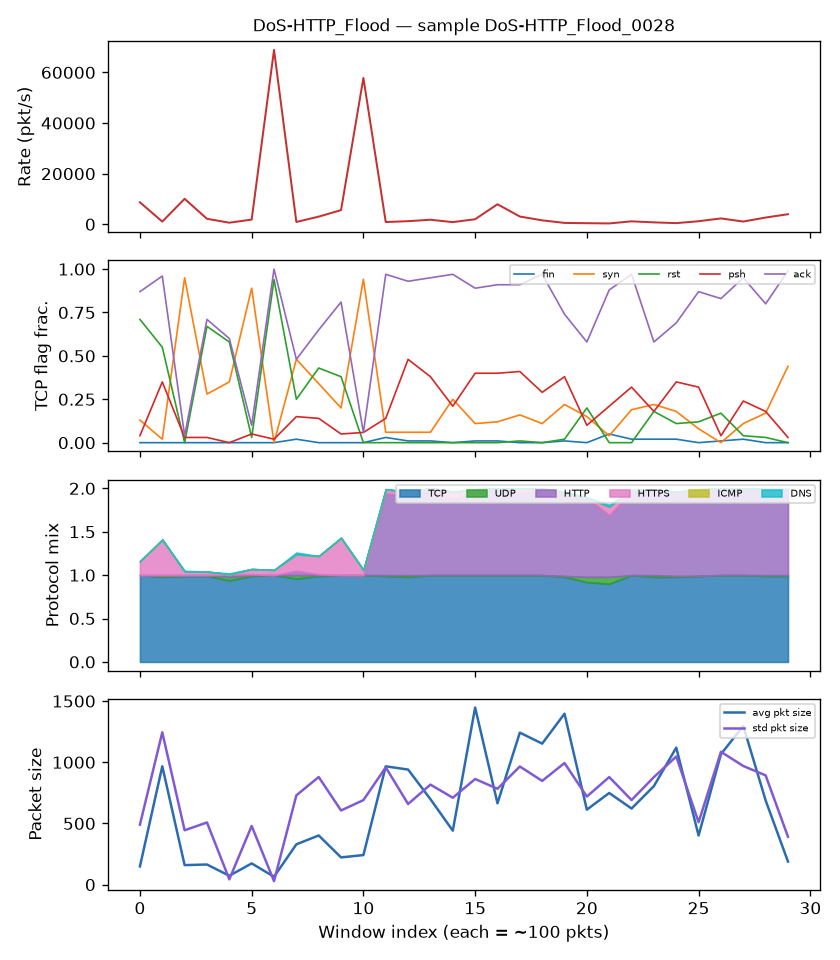 DoS-HTTP_Flood — sample DoS-HTTP_Flood_0028
60000
40000
20000
0
Rate (pkt/s)
fin syn rst psh ack
1.00
0.75
0.50
0.25
0.00
TCP flag frac.
TCP UDP HTTP HTTPS ICMP DNS
2.0
1.5
1.0
0.5
0.0
Protocol mix
avg pkt size
std pkt size
1500
1000
500
0
Packet size
0 5 10 15 20 25 30
Window index (each = ~100 pkts)